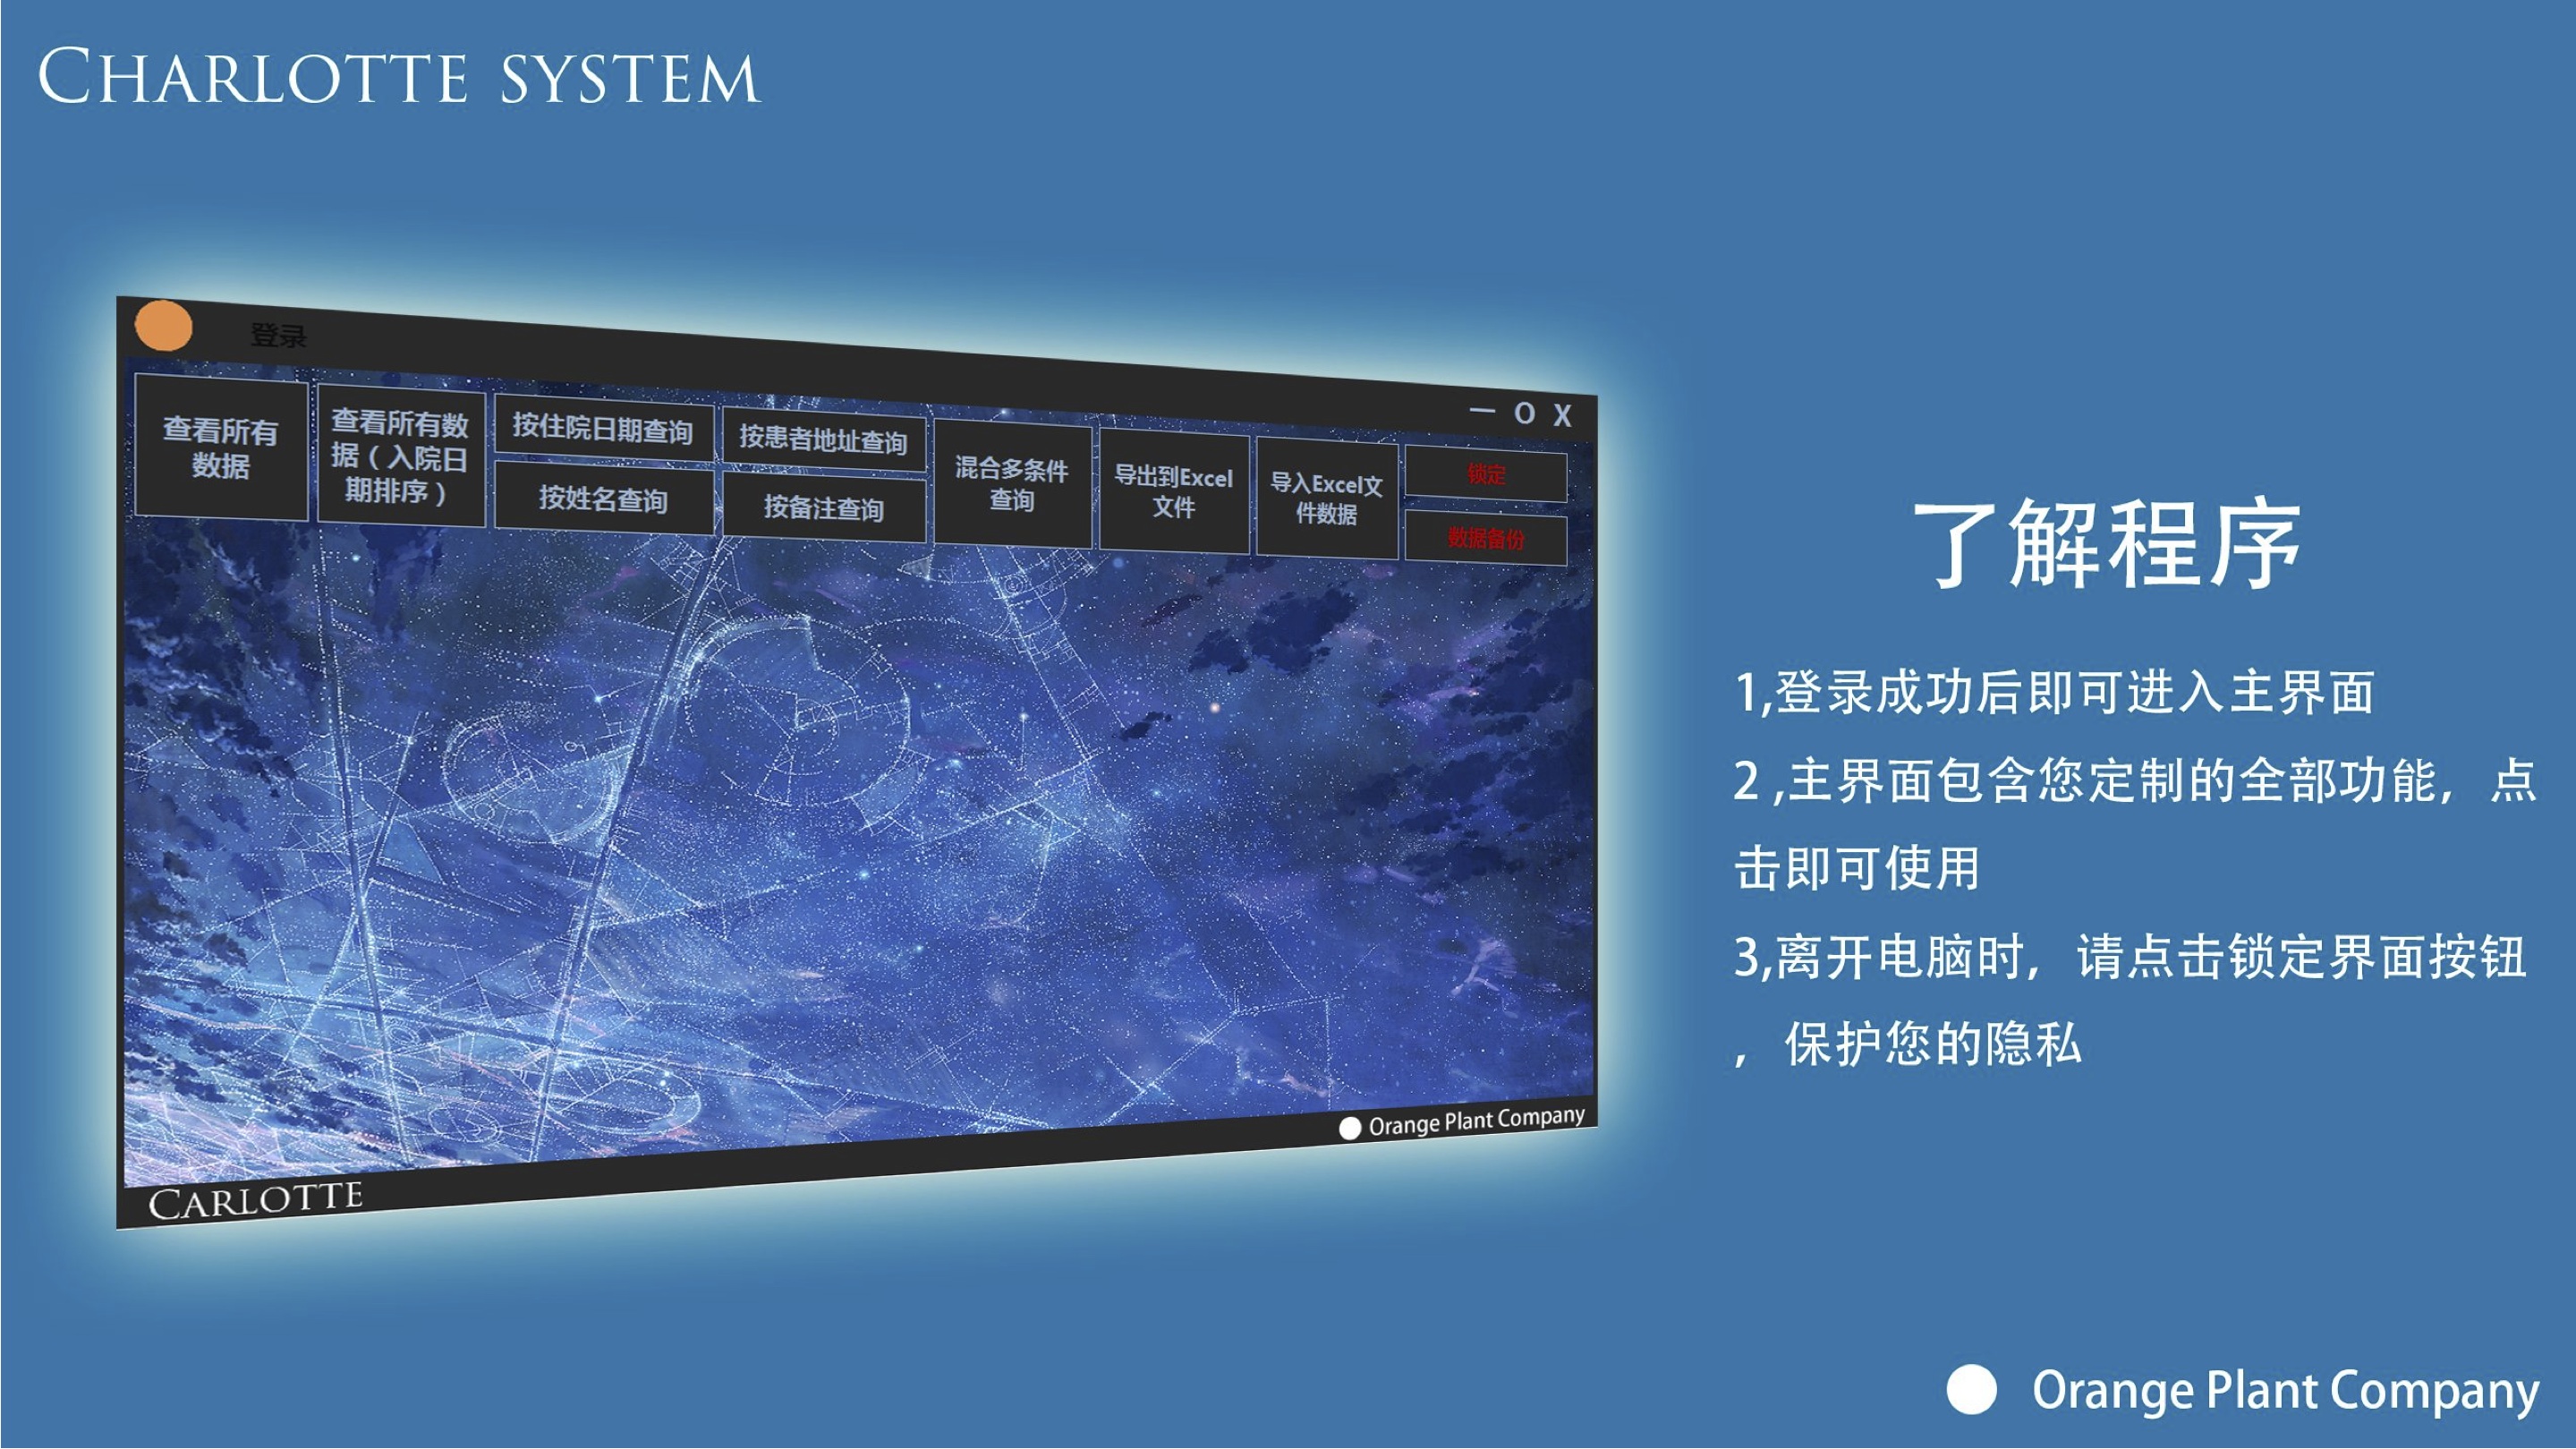 CHARLOTTE SYSTEM
登录
— O X
查看所有
数据
查看所有数
据（入院日
期排序）
按住院日期查询
按姓名查询
按患者地址查询
按备注查询
混合多条件
查询
导出到Excel
文件
导入Excel文
件数据
锁定
数据备份
Orange Plant Company
CARLOTTE
了解程序
1,登录成功后即可进入主界面
2 ,主界面包含您定制的全部功能，点
击即可使用
3,离开电脑时，请点击锁定界面按钮
，保护您的隐私
Orange Plant Company